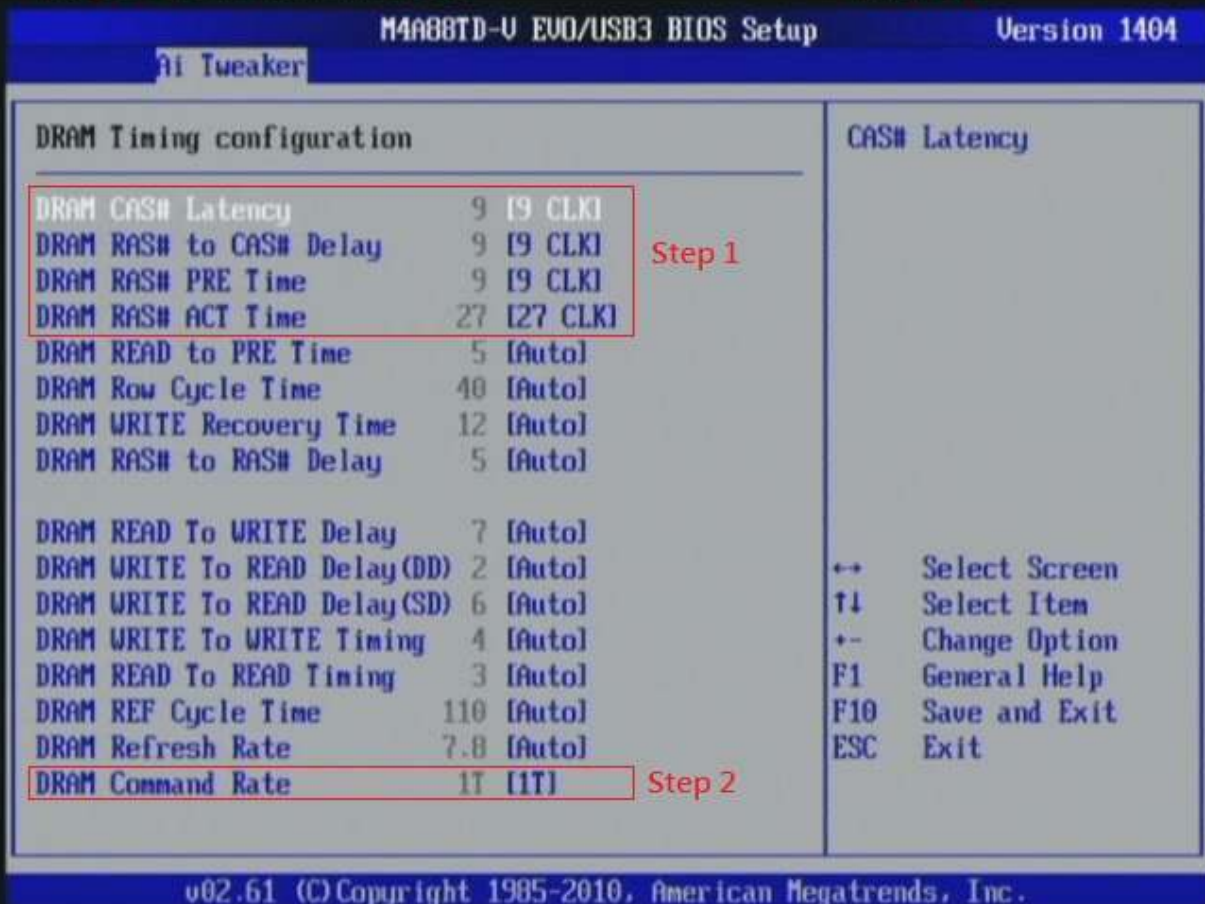 M4A88TD-V EVO/USB3 BIOS Setup Version 1404
Ai Tweaker
DRAM Timing configuration
DRAM CAS# Latency 9 [9 CLK]
DRAM RAS# to CAS# Delay 9 [9 CLK]
DRAM RAS# PRE Time 9 [9 CLK]
DRAM RAS# ACT Time 27 [27 CLK]
Step 1
DRAM READ to PRE Time 5 [Auto]
DRAM Row Cycle Time 40 [Auto]
DRAM WRITE Recovery Time 12 [Auto]
DRAM RAS# to RAS# Delay 5 [Auto]
DRAM READ To WRITE Delay 7 [Auto]
DRAM WRITE To READ Delay(DD) 2 [Auto]
DRAM WRITE To READ Delay(SD) 6 [Auto]
DRAM WRITE To WRITE Timing 4 [Auto]
DRAM READ To READ Timing 3 [Auto]
DRAM REF Cycle Time 110 [Auto]
DRAM Refresh Rate 7.8 [Auto]
DRAM Command Rate 1T [1T]
Step 2
CAS# Latency
↔ Select Screen
↑↓ Select Item
+- Change Option
F1 General Help
F10 Save and Exit
ESC Exit
v02.61 (C)Copyright 1985-2010, American Megatrends, Inc.